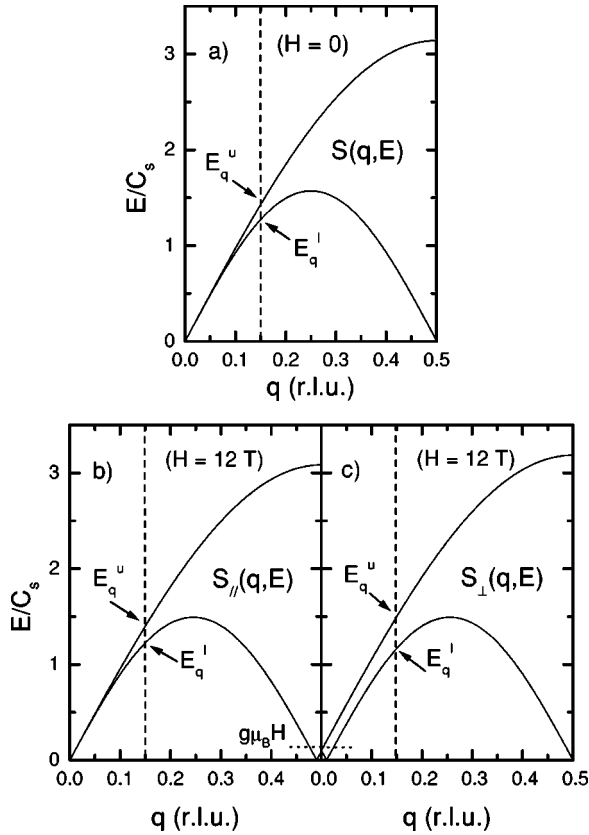 a)
(H = 0)
3
2
1
0
E/C_s
E_q^u
E_q^l
S(q,E)
0.0 0.1 0.2 0.3 0.4 0.5
q (r.l.u.)
b)
(H = 12 T)
(H = 12 T)
c)
3
2
1
0
E/C_s
E_q^u
E_q^l
S_//(q,E)
E_q^u
E_q^l
S_⊥(q,E)
gμ_BH
0.0 0.1 0.2 0.3 0.4 0.0 0.1 0.2 0.3 0.4 0.5
q (r.l.u.)
q (r.l.u.)